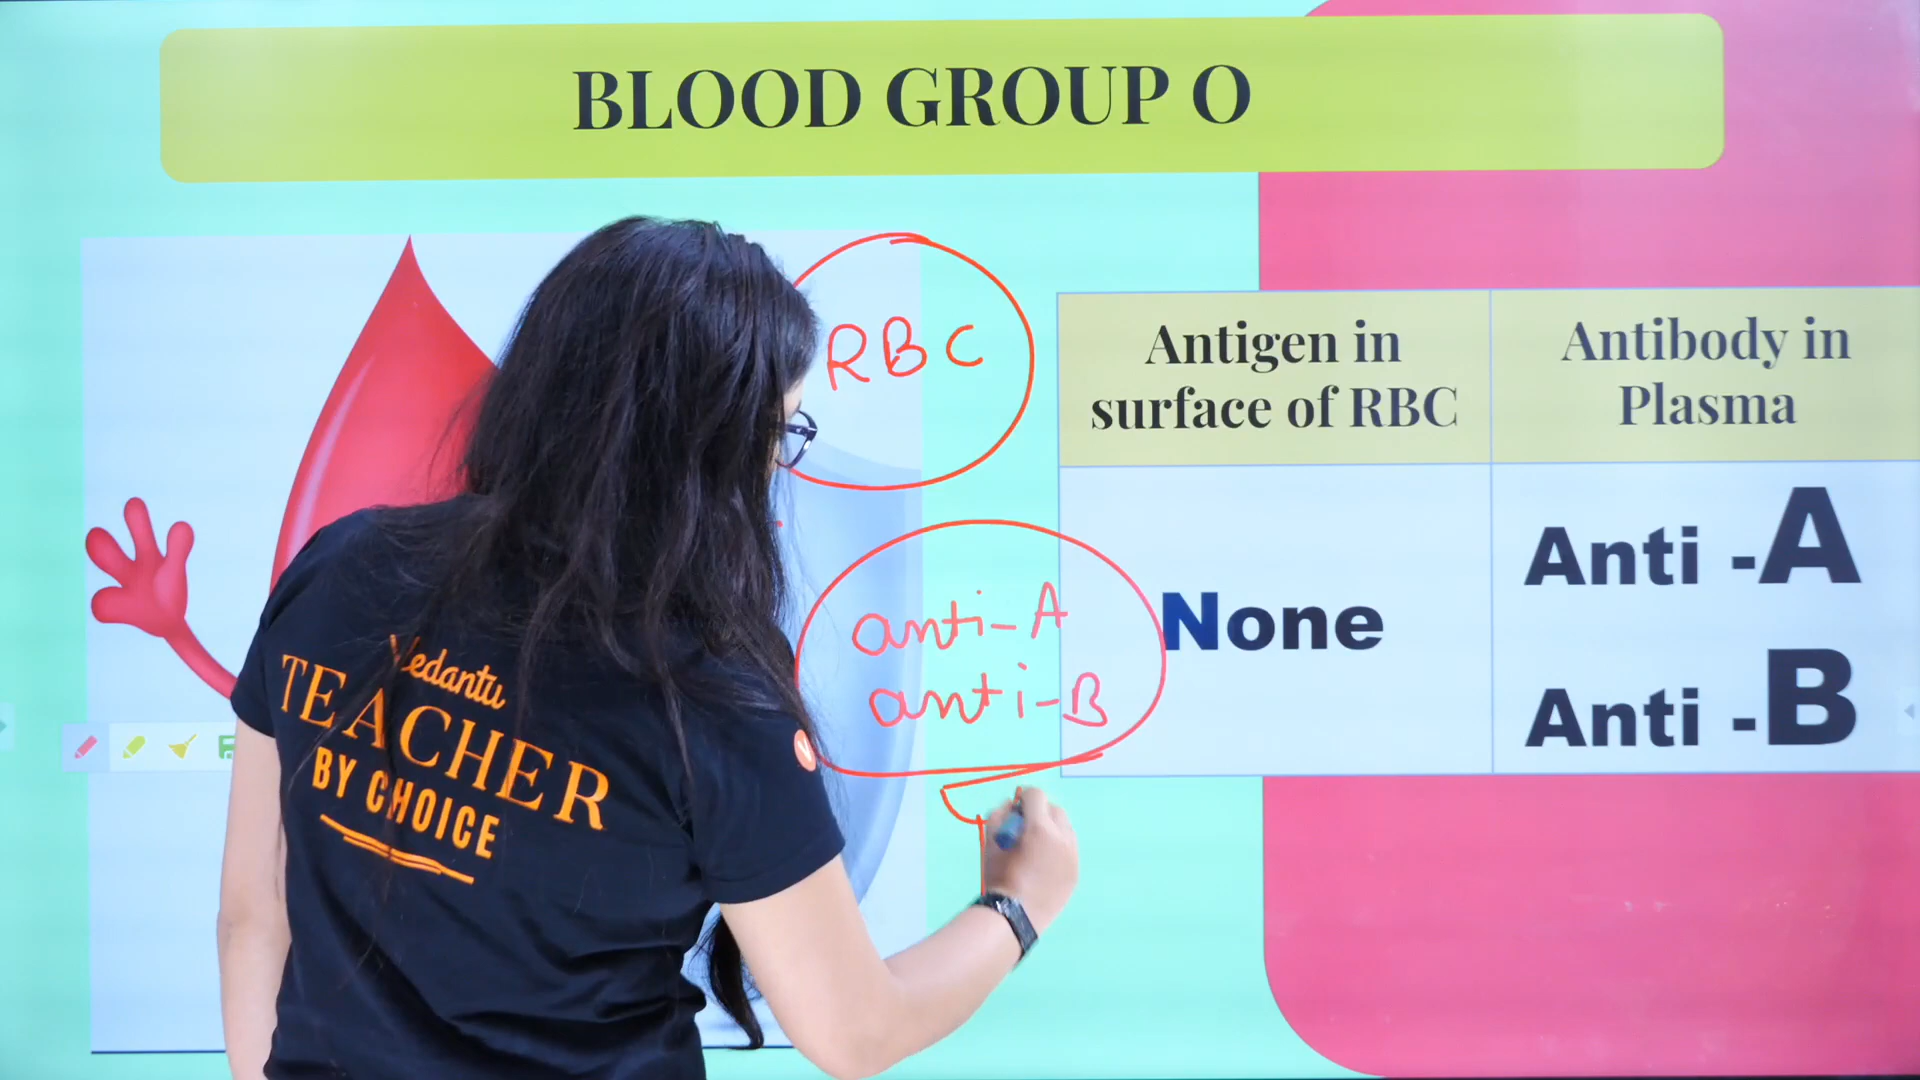 BLOOD GROUP O
RBC
Antigen in
surface of RBC
Antibody in
Plasma
anti-A
anti-B
None
Anti -A
Anti -B
Vedantu
TEACHER
BY CHOICE
V